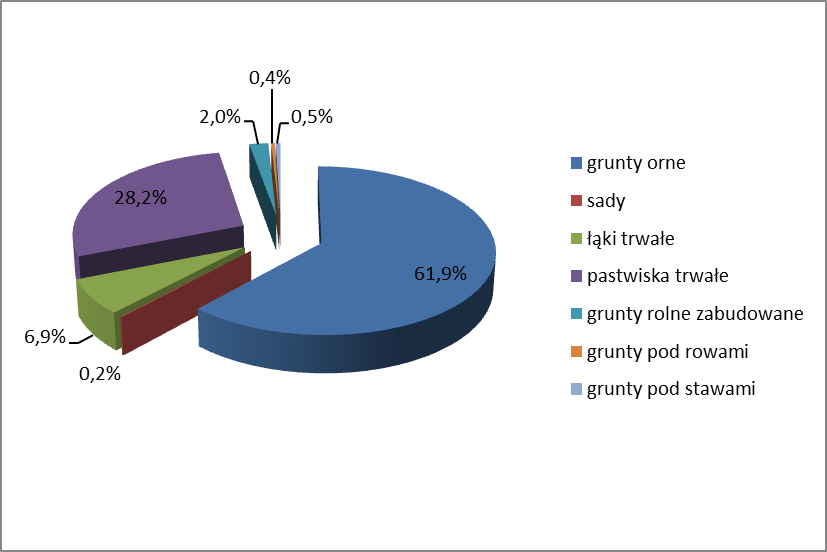 0,4%
2,0%
0,5%
28,2%
61,9%
6,9%
0,2%
grunty orne
sady
łąki trwałe
pastwiska trwałe
grunty rolne zabudowane
grunty pod rowami
grunty pod stawami